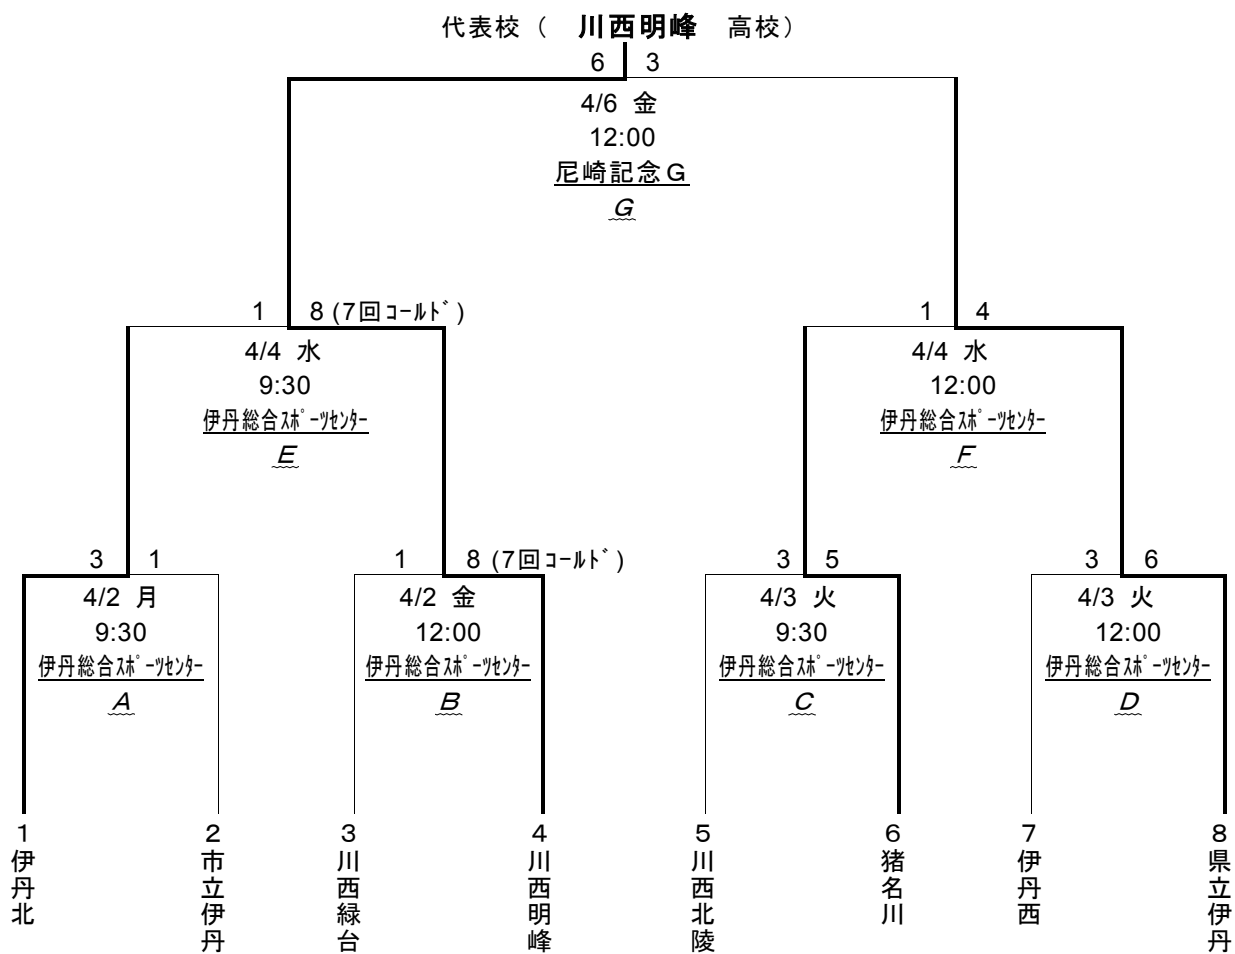 代表校（ 川西明峰 高校）
6 3
4/6 金
12:00
尼崎記念Ｇ
Ｇ
1 8 (7回ｺｰﾙﾄﾞ)
4/4 水
9:30
伊丹総合ｽﾎﾟｰﾂｾﾝﾀｰ
Ｅ
1 4
4/4 水
12:00
伊丹総合ｽﾎﾟｰﾂｾﾝﾀｰ
Ｆ
3 1
4/2 月
9:30
伊丹総合ｽﾎﾟｰﾂｾﾝﾀｰ
Ａ
1 8 (7回ｺｰﾙﾄﾞ)
4/2 金
12:00
伊丹総合ｽﾎﾟｰﾂｾﾝﾀｰ
Ｂ
3 5
4/3 火
9:30
伊丹総合ｽﾎﾟｰﾂｾﾝﾀｰ
Ｃ
3 6
4/3 火
12:00
伊丹総合ｽﾎﾟｰﾂｾﾝﾀｰ
Ｄ
１伊丹北
２市立伊丹
３川西緑台
４川西明峰
５川西北陵
６猪名川
７伊丹西
８県立伊丹